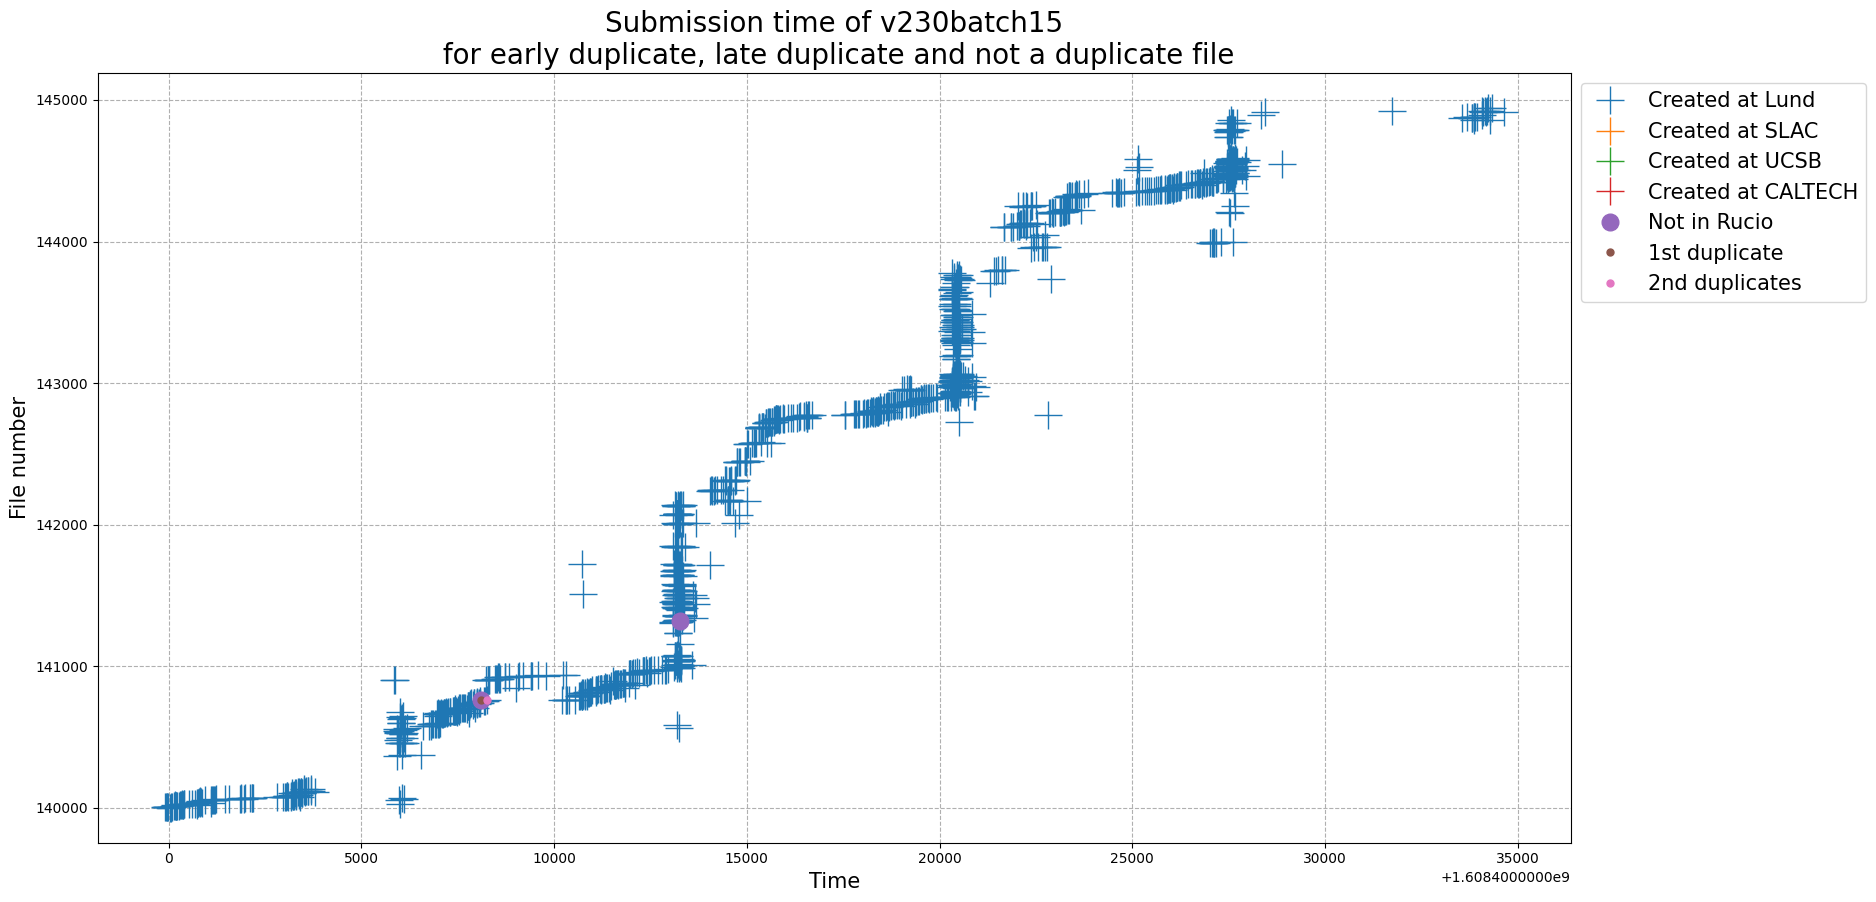 Submission time of v230batch15
for early duplicate, late duplicate and not a duplicate file
145000
144000
143000
142000
141000
140000
File number
0 5000 10000 15000 20000 25000 30000 35000
+1.6084000000e9
Time
Created at Lund
Created at SLAC
Created at UCSB
Created at CALTECH
Not in Rucio
1st duplicate
2nd duplicates